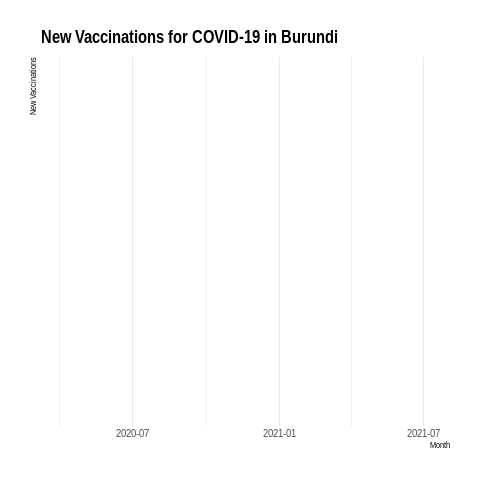 New Vaccinations for COVID-19 in Burundi
New Vaccinations
2020-07
2021-01
2021-07
Month